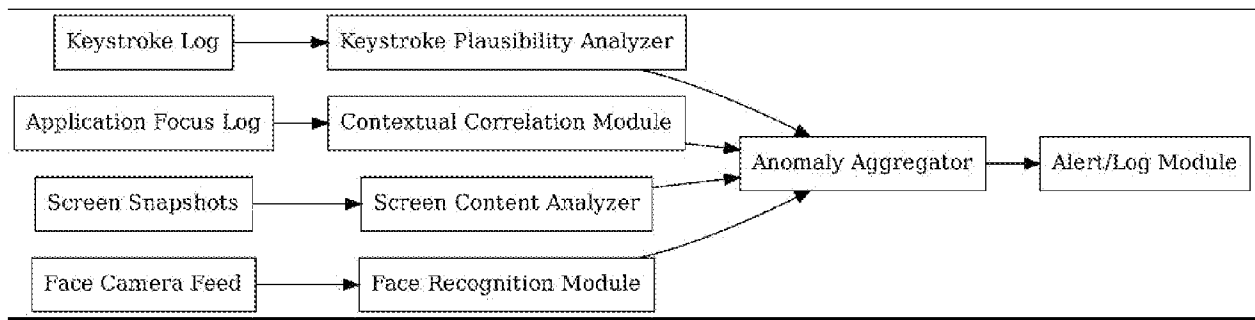 Keystroke Log
Keystroke Plausibility Analyzer
Application Focus Log
Contextual Correlation Module
Anomaly Aggregator
Alert/Log Module
Screen Snapshots
Screen Content Analyzer
Face Camera Feed
Face Recognition Module